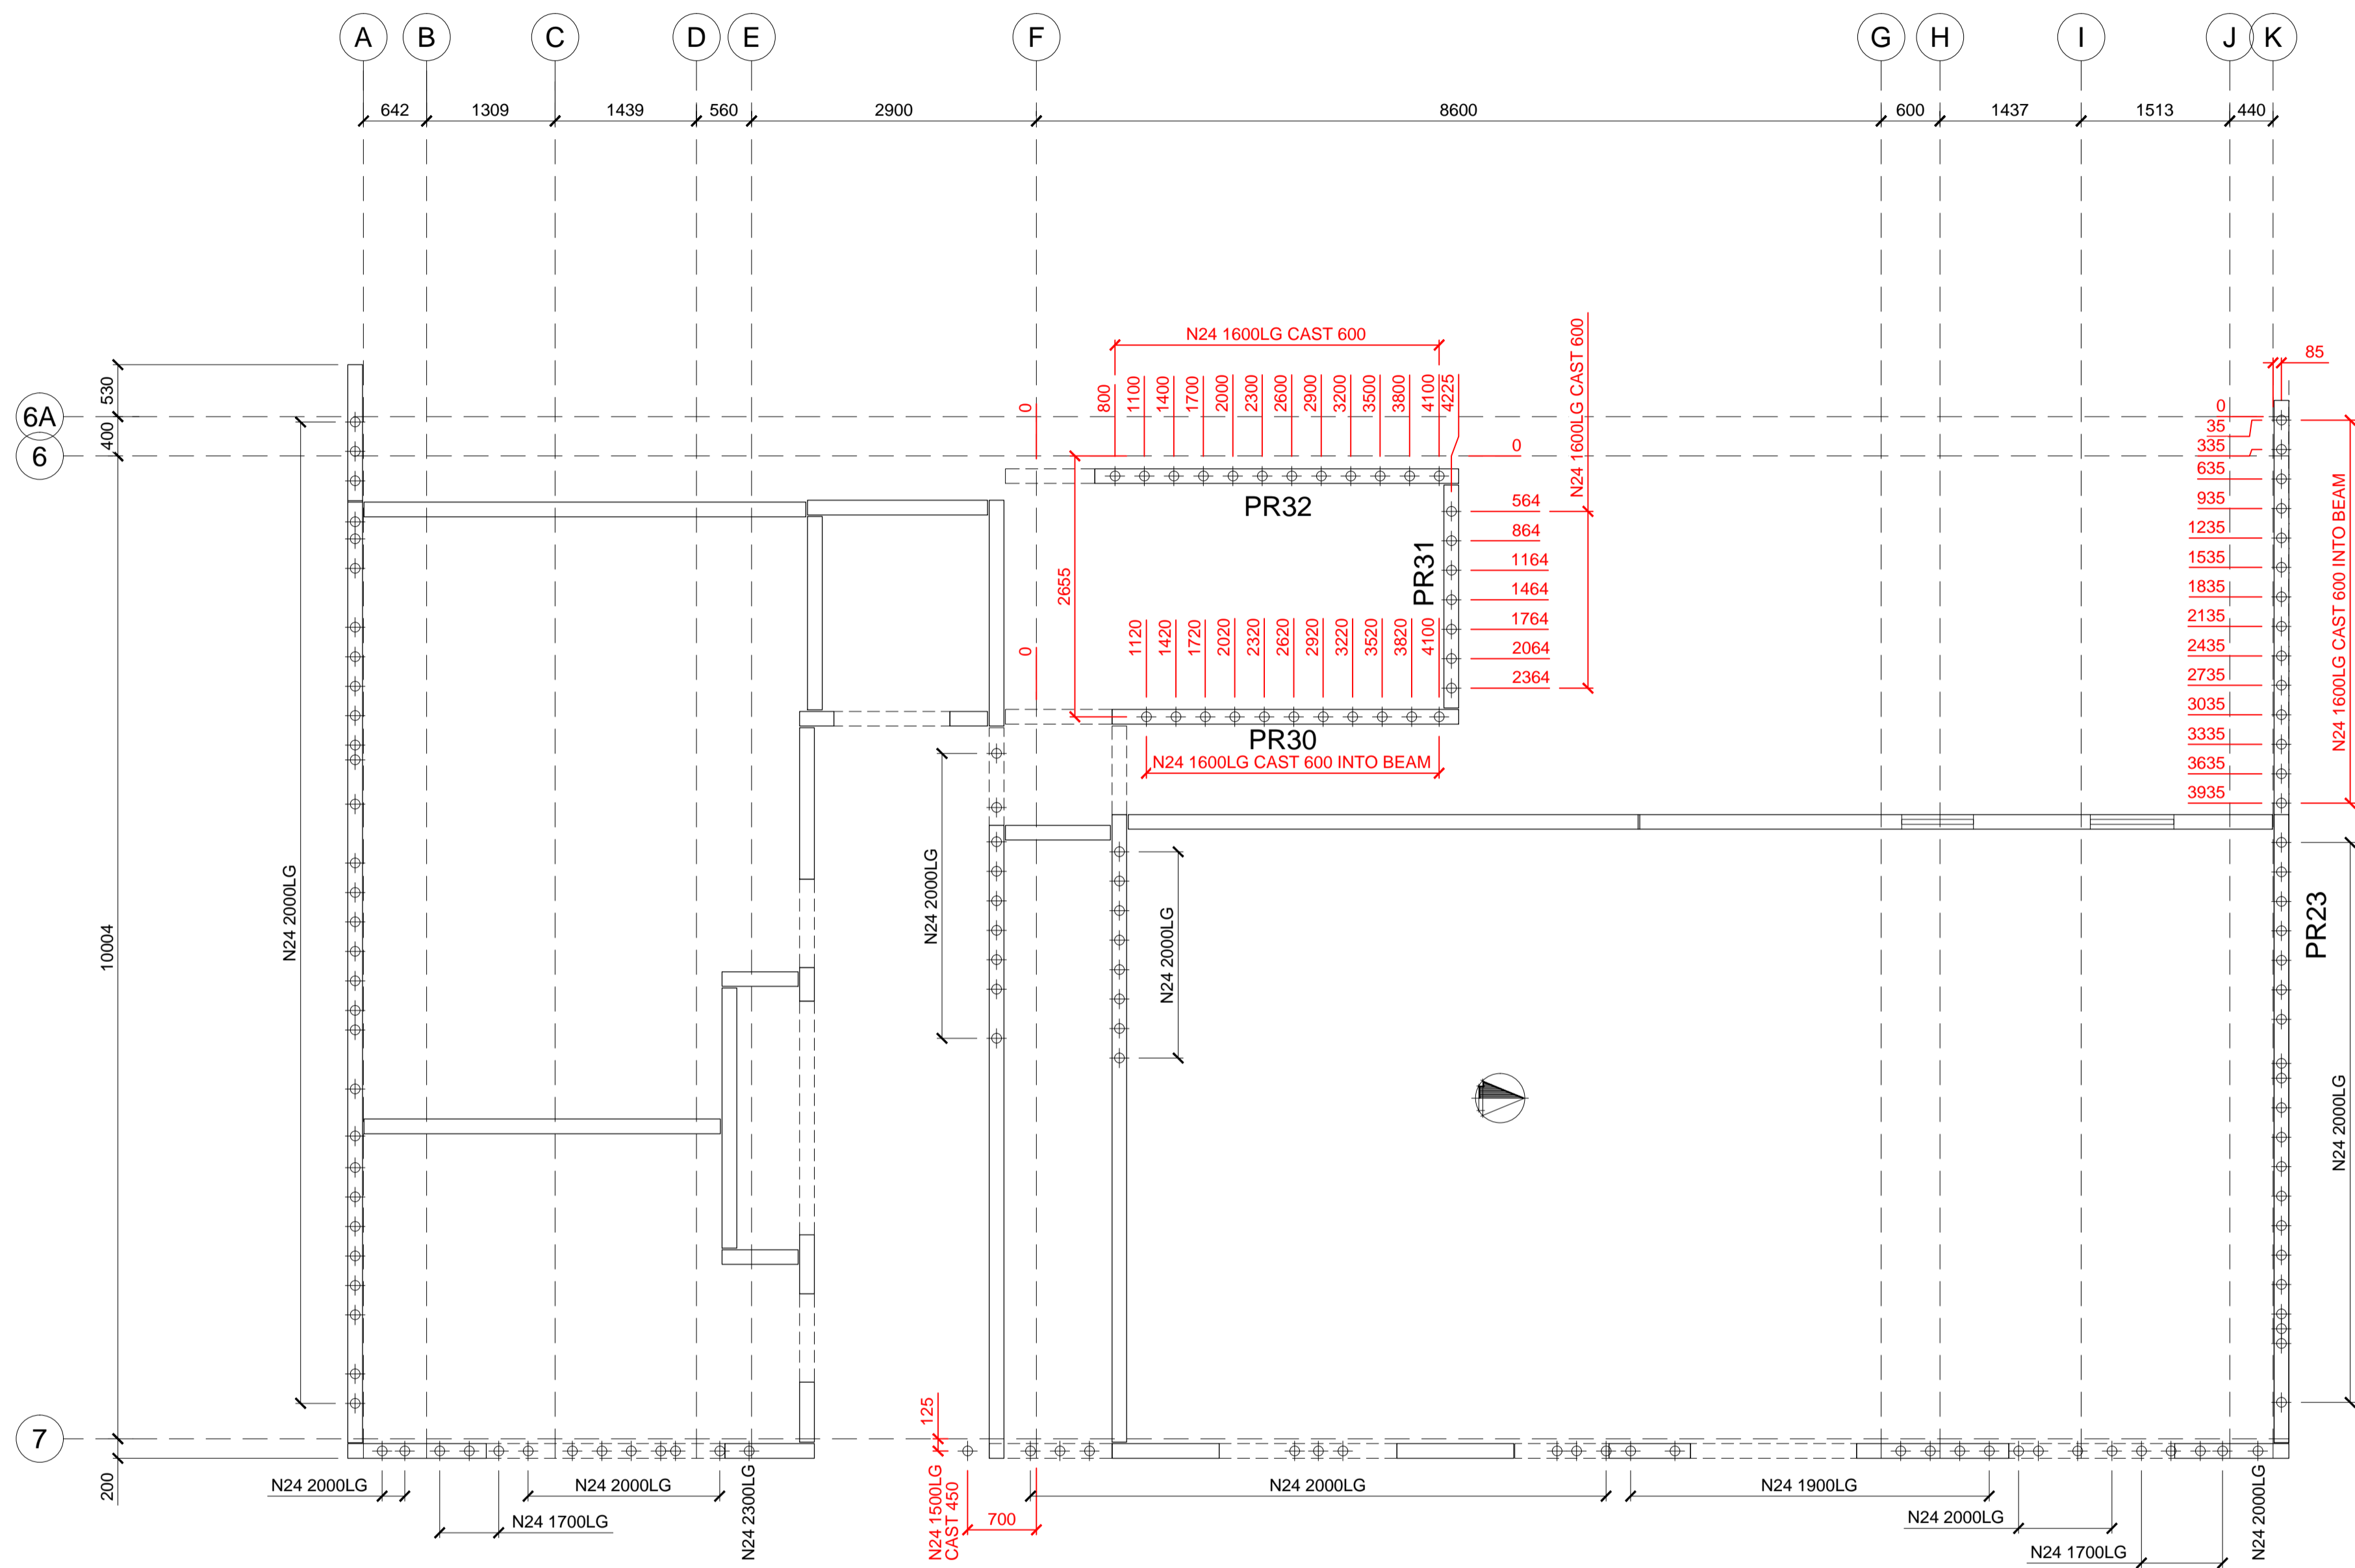 A
B
C
D
E
F
G
H
I
J
K
642
1309
1439
560
2900
8600
600
1437
1513
440
N24 1600LG CAST 600
N24 1600LG CAST 600
85
530
6A
400
6
0
800
1100
1400
1700
2000
2300
2600
2900
3200
3500
3800
4100
4225
0
0
35
335
635
935
1235
1535
1835
2135
2435
2735
3035
3335
3635
3935
N24 1600LG CAST 600 INTO BEAM
PR32
564
864
1164
1464
1764
2064
2364
PR31
2655
0
1120
1420
1720
2020
2320
2620
2920
3220
3520
3820
4100
PR30
N24 1600LG CAST 600 INTO BEAM
10004
N24 2000LG
N24 2000LG
N24 2000LG
PR23
N24 2000LG
7
125
200
N24 2000LG
N24 1700LG
N24 2000LG
N24 2300LG
N24 1500LG
CAST 450
700
N24 2000LG
N24 1900LG
N24 2000LG
N24 1700LG
N24 2000LG